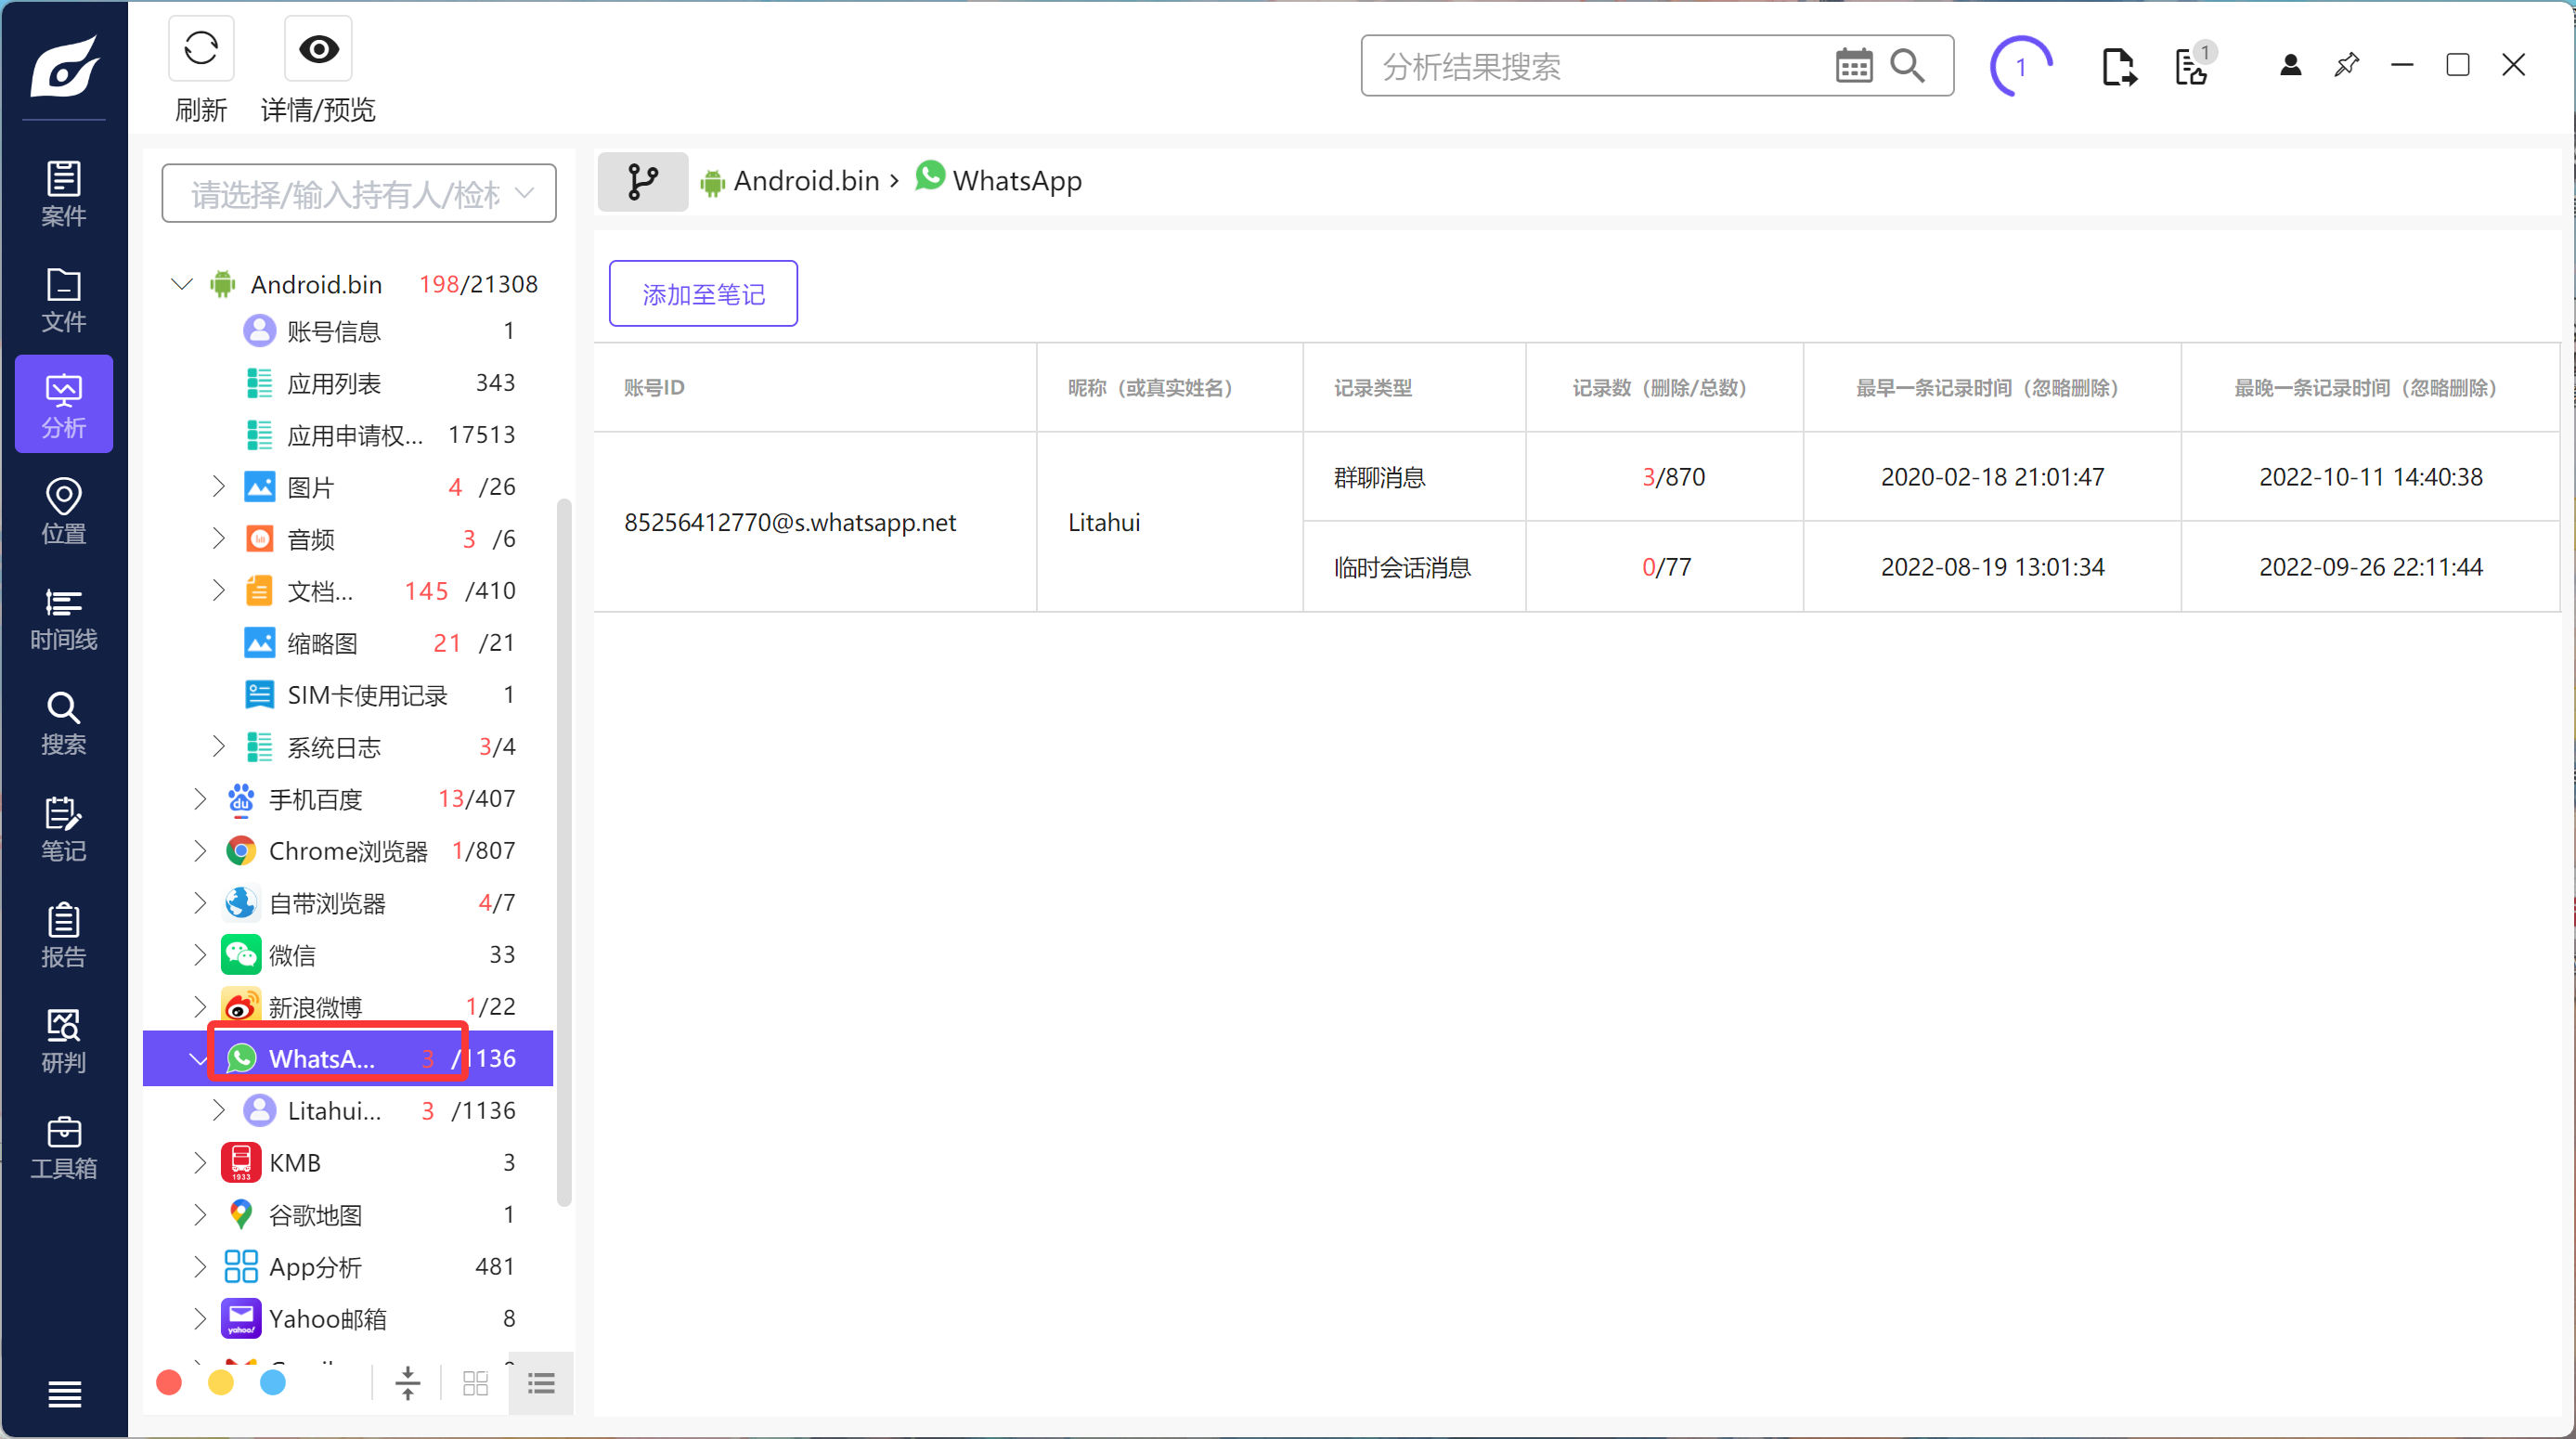 刷新
详情/预览
分析结果搜索
1
1
案件
文件
分析
位置
时间线
搜索
笔记
报告
研判
工具箱
请选择/输入持有人/检材
Android.bin 198/21308
账号信息 1
应用列表 343
应用申请权... 17513
图片 4 /26
音频 3 /6
文档... 145 /410
缩略图 21 /21
SIM卡使用记录 1
系统日志 3/4
手机百度 13/407
Chrome浏览器 1/807
自带浏览器 4/7
微信 33
新浪微博 1/22
WhatsA... 3 /1136
Litahui... 3 /1136
KMB 3
谷歌地图 1
App分析 481
Yahoo邮箱 8
Android.bin › WhatsApp
添加至笔记
账号ID 昵称（或真实姓名） 记录类型 记录数（删除/总数） 最早一条记录时间（忽略删除） 最晚一条记录时间（忽略删除）
85256412770@s.whatsapp.net Litahui 群聊消息 3/870 2020-02-18 21:01:47 2022-10-11 14:40:38
临时会话消息 0/77 2022-08-19 13:01:34 2022-09-26 22:11:44